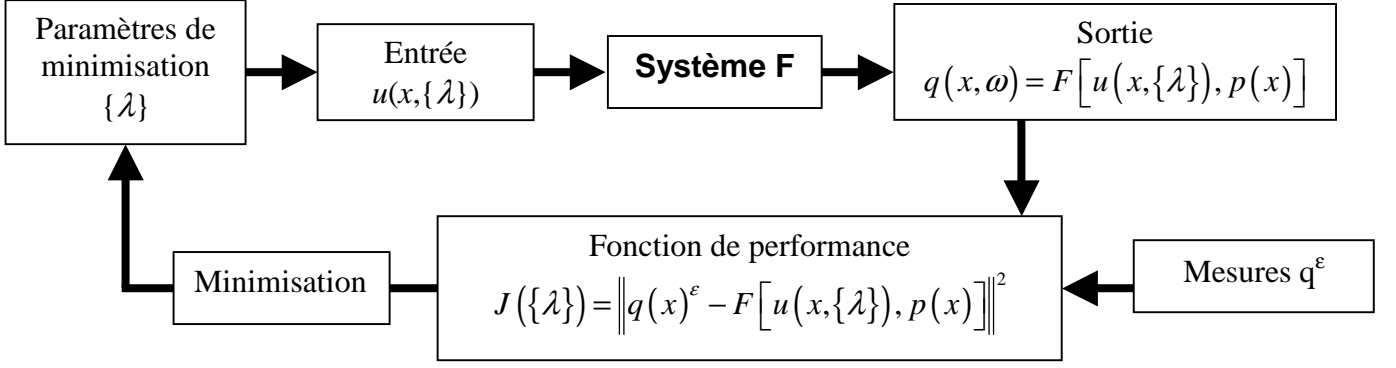 Paramètres de
minimisation
{λ}
Entrée
u(x,{λ})
Système F
Sortie
q(x,ω) = F[u(x,{λ}), p(x)]
Minimisation
Fonction de performance
J({λ}) = ‖q(x)^ε − F[u(x,{λ}), p(x)]‖²
Mesures q^ε